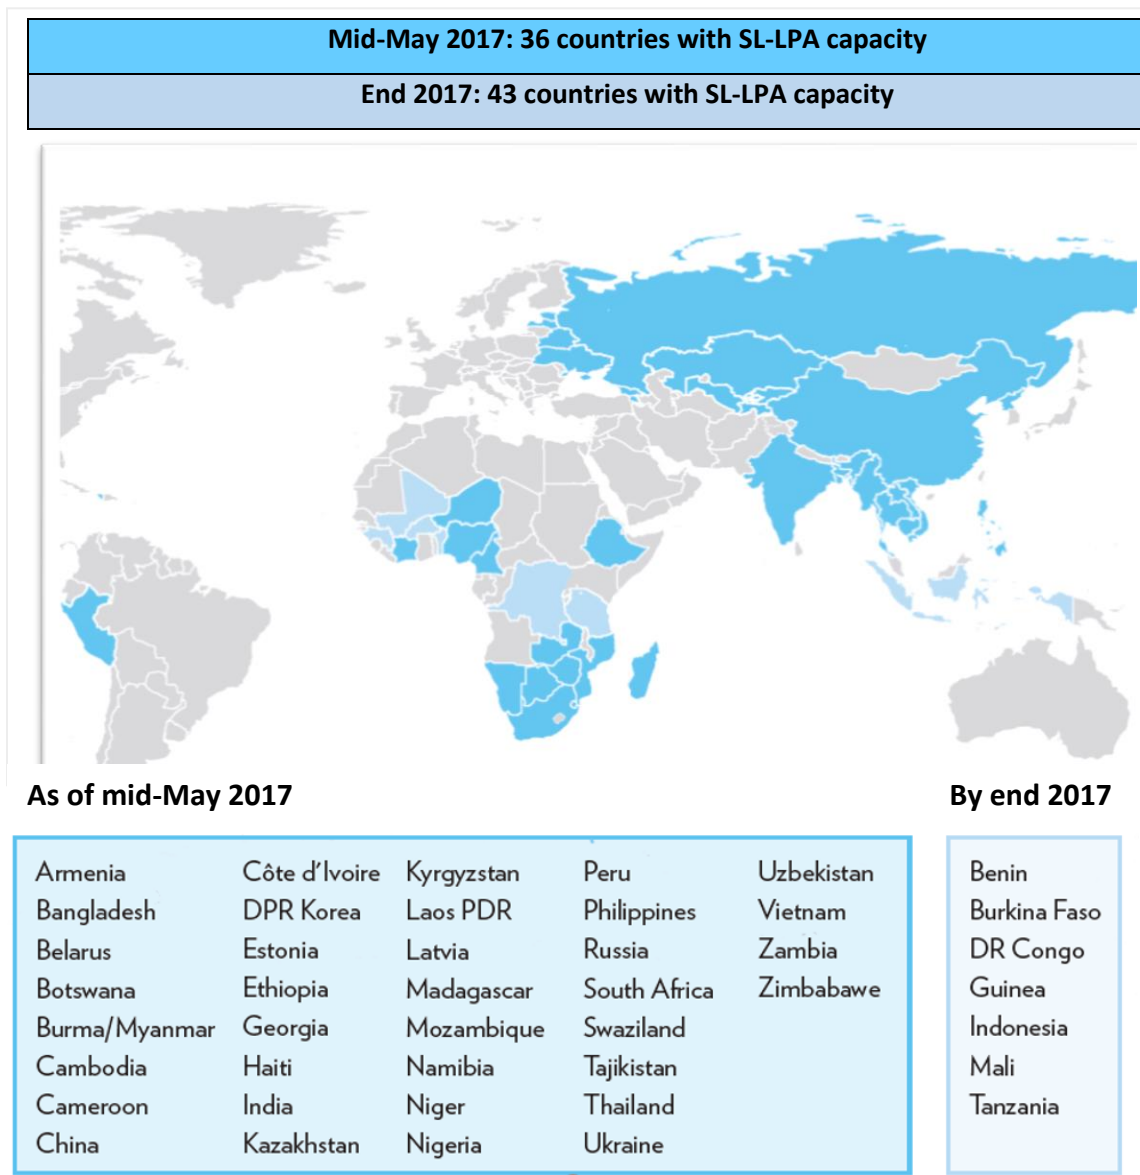 Mid-May 2017: 36 countries with SL-LPA capacity
End 2017: 43 countries with SL-LPA capacity
As of mid-May 2017
Armenia
Bangladesh
Belarus
Botswana
Burma/Myanmar
Cambodia
Cameroon
China
Côte d'Ivoire
DPR Korea
Estonia
Ethiopia
Georgia
Haiti
India
Kazakhstan
Kyrgyzstan
Laos PDR
Latvia
Madagascar
Mozambique
Namibia
Niger
Nigeria
Peru
Philippines
Russia
South Africa
Swaziland
Tajikistan
Thailand
Ukraine
Uzbekistan
Vietnam
Zambia
Zimbabawe
By end 2017
Benin
Burkina Faso
DR Congo
Guinea
Indonesia
Mali
Tanzania